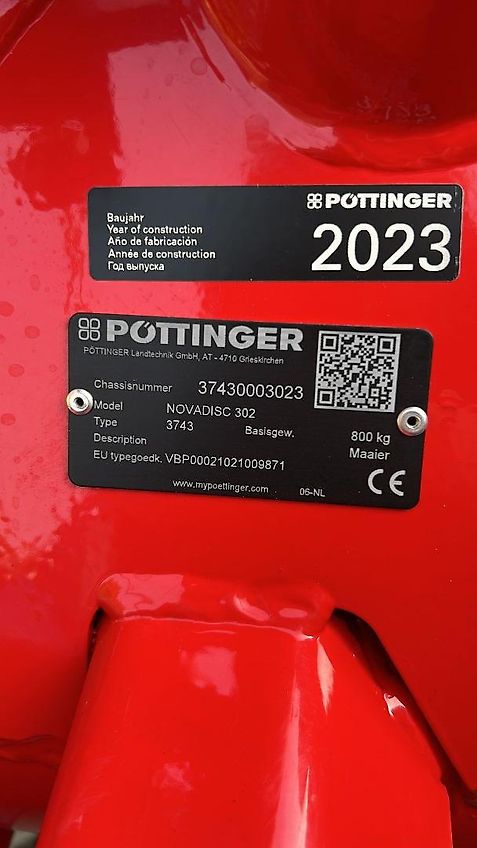 PÖTTINGER
Baujahr
Year of construction
Año de fabricación
Année de construction
Год выпуска
2023
PÖTTINGER
PÖTTINGER Landtechnik GmbH, AT - 4710 Grieskirchen
Chassisnummer 37430003023
Model NOVADISC 302
Type 3743 Basisgew. 800 kg
Description Maaier
EU typegoedk. VBP00021021009871
www.mypoettinger.com 06-NL CE